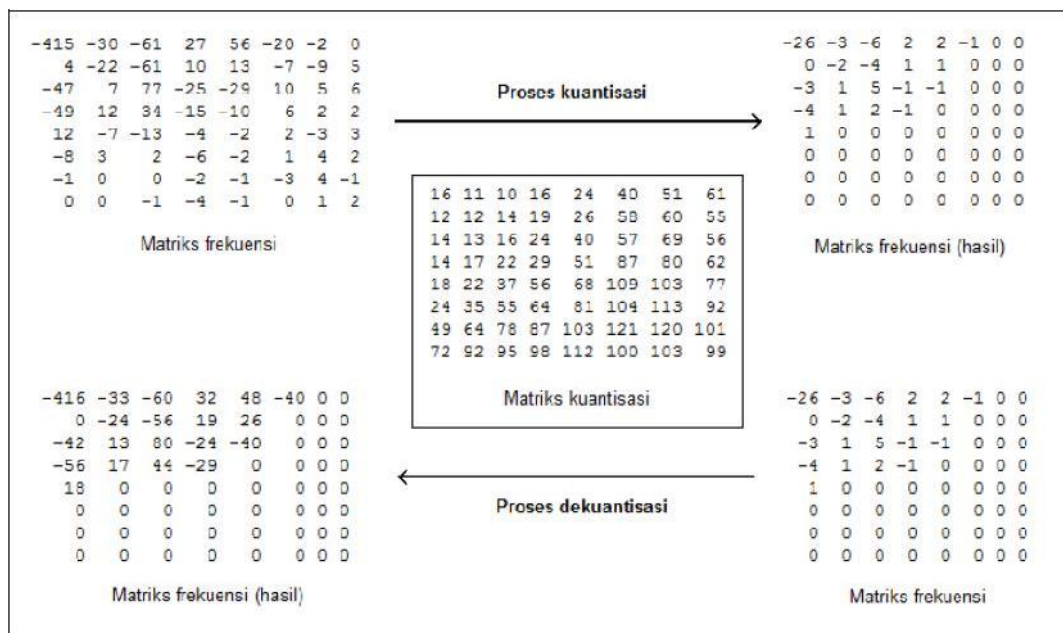 -415 -30 -61 27 56 -20 -2 0
4 -22 -61 10 13 -7 -9 5
-47 7 77 -25 -29 10 5 6
-49 12 34 -15 -10 6 2 2
12 -7 -13 -4 -2 2 -3 3
-8 3 2 -6 -2 1 4 2
-1 0 0 -2 -1 -3 4 -1
0 0 -1 -4 -1 0 1 2
Matriks frekuensi
Proses kuantisasi
-26 -3 -6 2 2 -1 0 0
0 -2 -4 1 1 0 0 0
-3 1 5 -1 -1 0 0 0
-4 1 2 -1 0 0 0 0
1 0 0 0 0 0 0 0
0 0 0 0 0 0 0 0
0 0 0 0 0 0 0 0
0 0 0 0 0 0 0 0
Matriks frekuensi (hasil)
16 11 10 16 24 40 51 61
12 12 14 19 26 58 60 55
14 13 16 24 40 57 69 56
14 17 22 29 51 87 80 62
18 22 37 56 68 109 103 77
24 35 55 64 81 104 113 92
49 64 78 87 103 121 120 101
72 92 95 98 112 100 103 99
Matriks kuantisasi
-416 -33 -60 32 48 -40 0 0
0 -24 -56 19 26 0 0 0
-42 13 80 -24 -40 0 0 0
-56 17 44 -29 0 0 0 0
18 0 0 0 0 0 0 0
0 0 0 0 0 0 0 0
0 0 0 0 0 0 0 0
0 0 0 0 0 0 0 0
Matriks frekuensi (hasil)
Proses dekuantisasi
-26 -3 -6 2 2 -1 0 0
0 -2 -4 1 1 0 0 0
-3 1 5 -1 -1 0 0 0
-4 1 2 -1 0 0 0 0
1 0 0 0 0 0 0 0
0 0 0 0 0 0 0 0
0 0 0 0 0 0 0 0
0 0 0 0 0 0 0 0
Matriks frekuensi